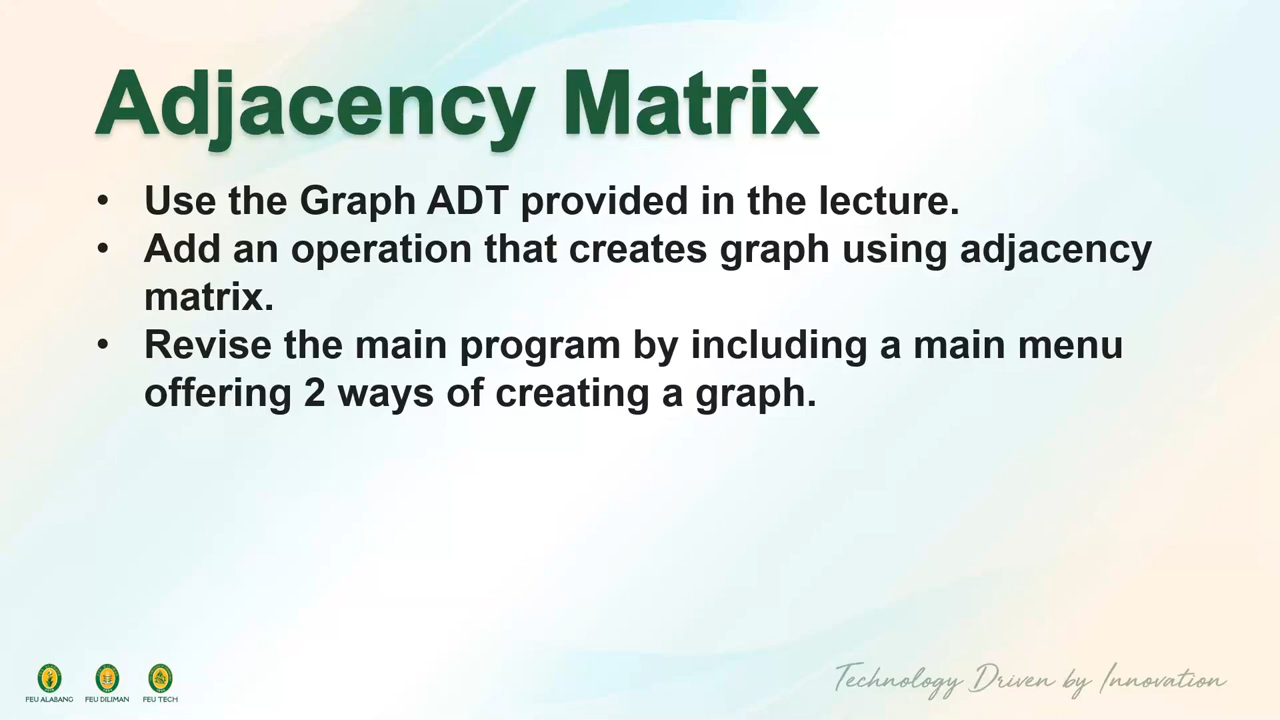 Adjacency Matrix
• Use the Graph ADT provided in the lecture.
• Add an operation that creates graph using adjacency
matrix.
• Revise the main program by including a main menu
offering 2 ways of creating a graph.
FEU ALABANG FEU DILIMAN FEU TECH
Technology Driven by Innovation